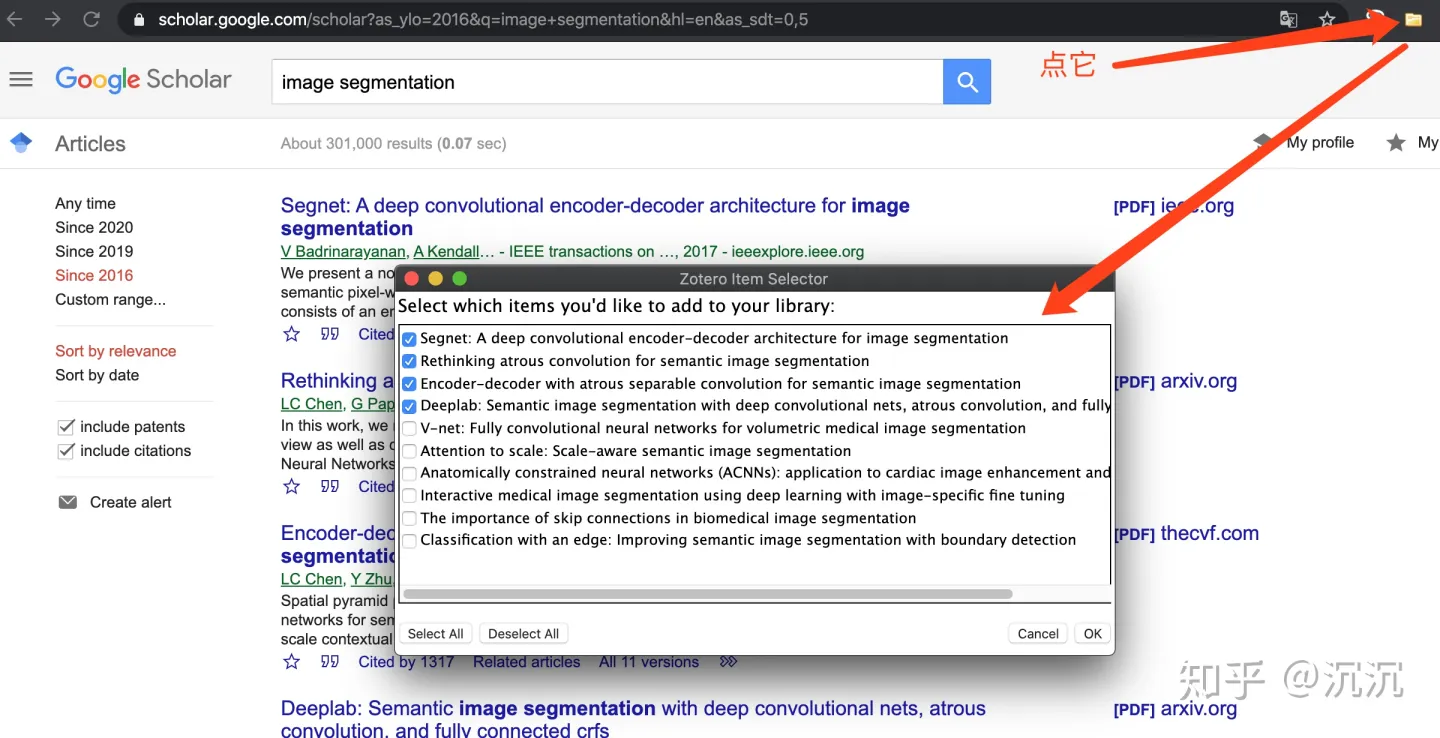 scholar.google.com/scholar?as_ylo=2016&q=image+segmentation&hl=en&as_sdt=0,5
点它
Google Scholar
image segmentation
Articles
About 301,000 results (0.07 sec)
My profile
My
Any time
Since 2020
Since 2019
Since 2016
Custom range...
Sort by relevance
Sort by date
include patents
include citations
Create alert
Segnet: A deep convolutional encoder-decoder architecture for image
segmentation
[PDF] ieee.org
V Badrinarayanan, A Kendall… - IEEE transactions on …, 2017 - ieeexplore.ieee.org
We present a no
semantic pixel-w
consists of an er
Cited
Rethinking a
[PDF] arxiv.org
LC Chen, G Pap
In this work, we
view as well as c
Neural Networks
Cited
Encoder-dec
segmentatio
[PDF] thecvf.com
LC Chen, Y Zhu,
Spatial pyramid
networks for sem
scale contextual
Cited by 1317 Related articles All 11 versions
Deeplab: Semantic image segmentation with deep convolutional nets, atrous
convolution, and fully connected crfs
[PDF] arxiv.org
Zotero Item Selector
Select which items you'd like to add to your library:
Segnet: A deep convolutional encoder-decoder architecture for image segmentation
Rethinking atrous convolution for semantic image segmentation
Encoder-decoder with atrous separable convolution for semantic image segmentation
Deeplab: Semantic image segmentation with deep convolutional nets, atrous convolution, and fully
V-net: Fully convolutional neural networks for volumetric medical image segmentation
Attention to scale: Scale-aware semantic image segmentation
Anatomically constrained neural networks (ACNNs): application to cardiac image enhancement and
Interactive medical image segmentation using deep learning with image-specific fine tuning
The importance of skip connections in biomedical image segmentation
Classification with an edge: Improving semantic image segmentation with boundary detection
Select All
Deselect All
Cancel
OK
知乎 @沉沉